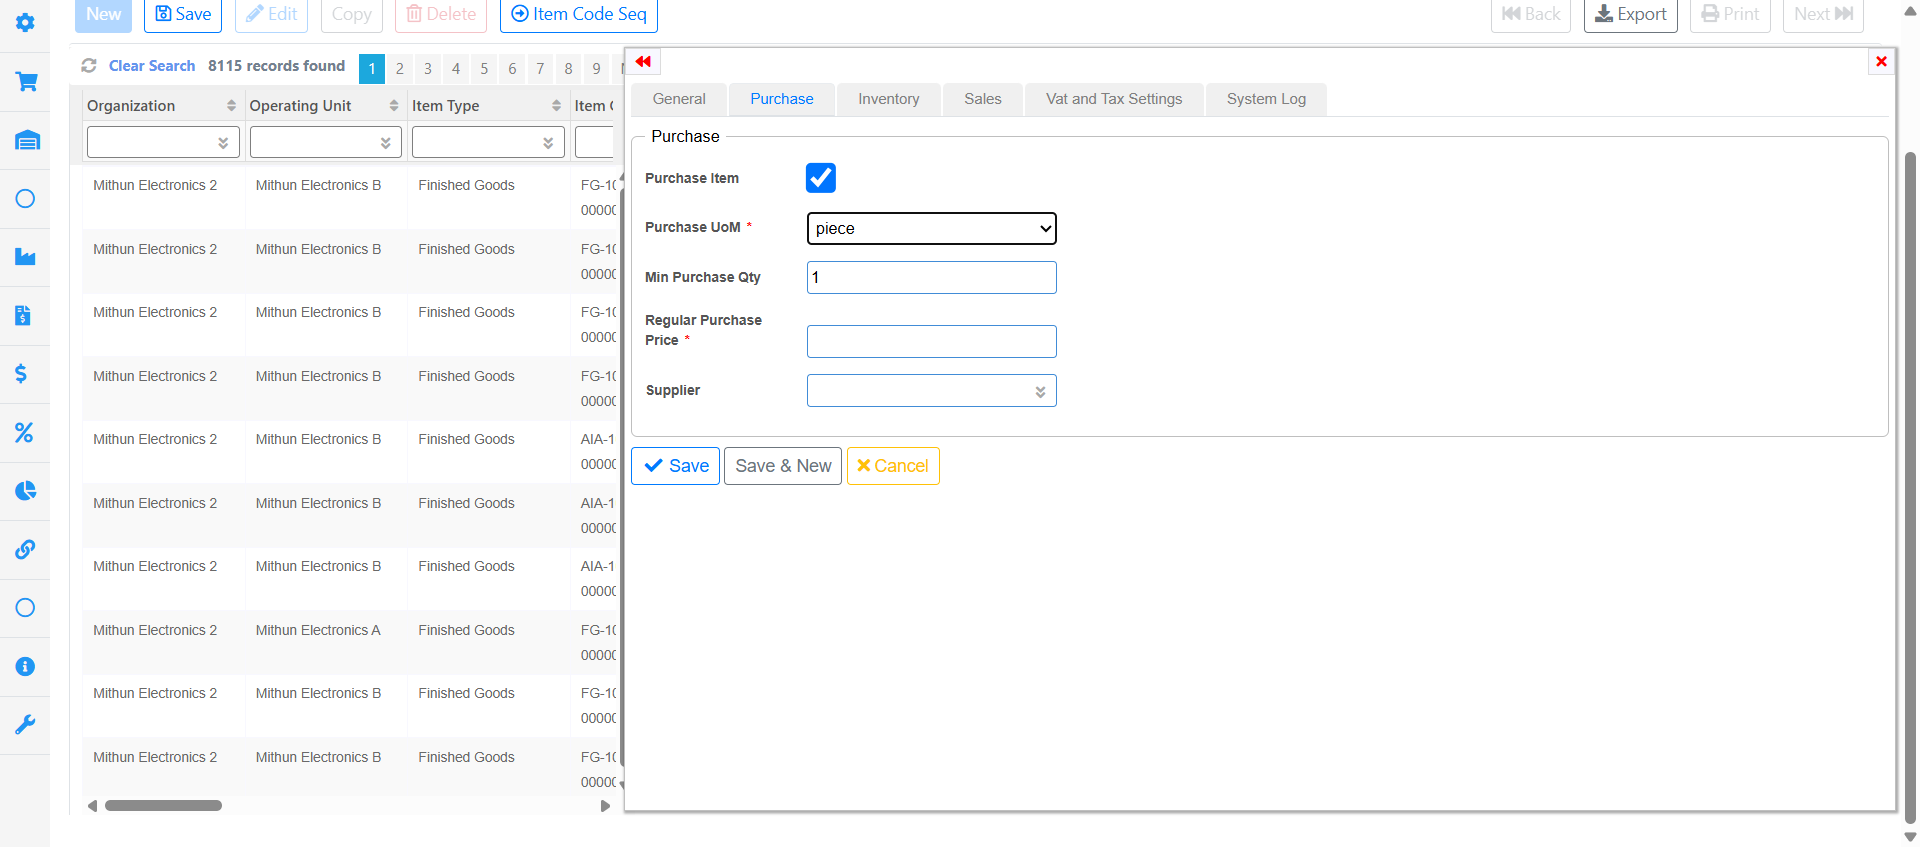 New Save Edit Copy Delete Item Code Seq Back Export Print Next
Clear Search 8115 records found 1 2 3 4 5 6 7 8 9
Organization Operating Unit Item Type Item
Mithun Electronics 2 Mithun Electronics B Finished Goods FG-10
0000
Mithun Electronics 2 Mithun Electronics B Finished Goods FG-10
0000
Mithun Electronics 2 Mithun Electronics B Finished Goods FG-10
0000
Mithun Electronics 2 Mithun Electronics B Finished Goods FG-10
0000
Mithun Electronics 2 Mithun Electronics B Finished Goods AIA-1
0000
Mithun Electronics 2 Mithun Electronics B Finished Goods AIA-1
0000
Mithun Electronics 2 Mithun Electronics B Finished Goods AIA-1
0000
Mithun Electronics 2 Mithun Electronics A Finished Goods FG-10
0000
Mithun Electronics 2 Mithun Electronics B Finished Goods FG-10
0000
Mithun Electronics 2 Mithun Electronics B Finished Goods FG-10
0000
General Purchase Inventory Sales Vat and Tax Settings System Log
Purchase
Purchase Item
Purchase UoM * piece
Min Purchase Qty 1
Regular Purchase
Price *
Supplier
Save Save & New Cancel